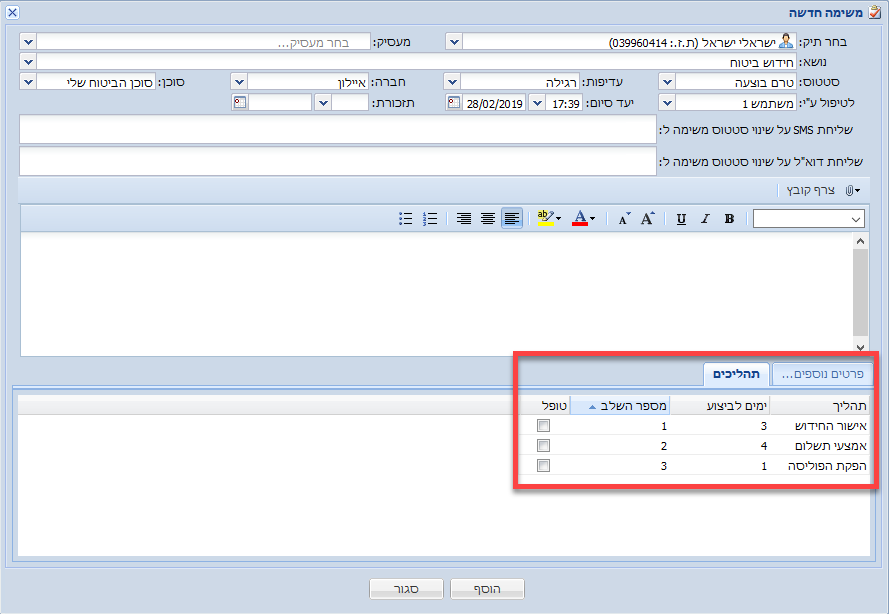 משימה חדשה
בחר תיק: ישראלי ישראל (ת.ז.: 039960414) מעסיק: בחר מעסיק...
נושא: חידוש ביטוח
סטטוס: טרם בוצעה עדיפות: רגילה חברה: איילון סוכן: סוכן הביטוח שלי
לטיפול ע"י: משתמש 1 יעד סיום: 17:39 28/02/2019 תזכורת:
שליחת SMS על שינוי סטטוס משימה ל:
שליחת דוא"ל על שינוי סטטוס משימה ל:
צרף קובץ
B I U A A A ab
פרטים נוספים... תהליכים
תהליך ימים לביצוע מספר השלב טופל
אישור החידוש 3 1
אמצעי תשלום 4 2
הפקת הפוליסה 1 3
הוסף סגור